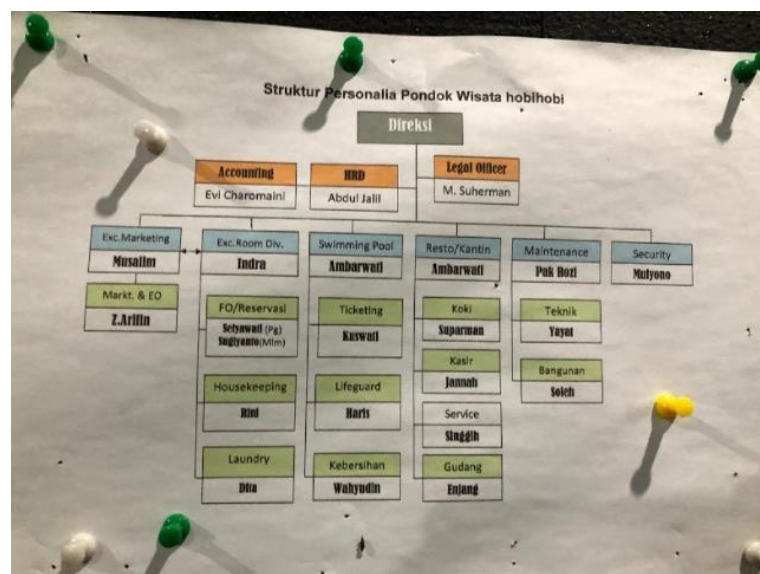 Struktur Personalia Pondok Wisata hobihobi
Direksi
Accounting
Evi Charomaini
HRD
Abdul Jalil
Legal Officer
M. Suherman
Exc.Marketing
Musalim
Markt. & EO
Z.Arifin
Exc.Room Div.
Indra
FO/Reservasi
Setyawati (Pg)
Sugiyanto(Mlm)
Housekeeping
Rini
Laundry
Dita
Swimming Pool
Ambarwati
Ticketing
Kuswati
Lifeguard
Haris
Kebersihan
Wahyudin
Resto/Kantin
Ambarwati
Koki
Suparman
Kasir
Jannah
Service
Singgih
Gudang
Enjang
Maintenance
Pak Rozi
Teknik
Yayat
Bangunan
Soleh
Security
Mulyono